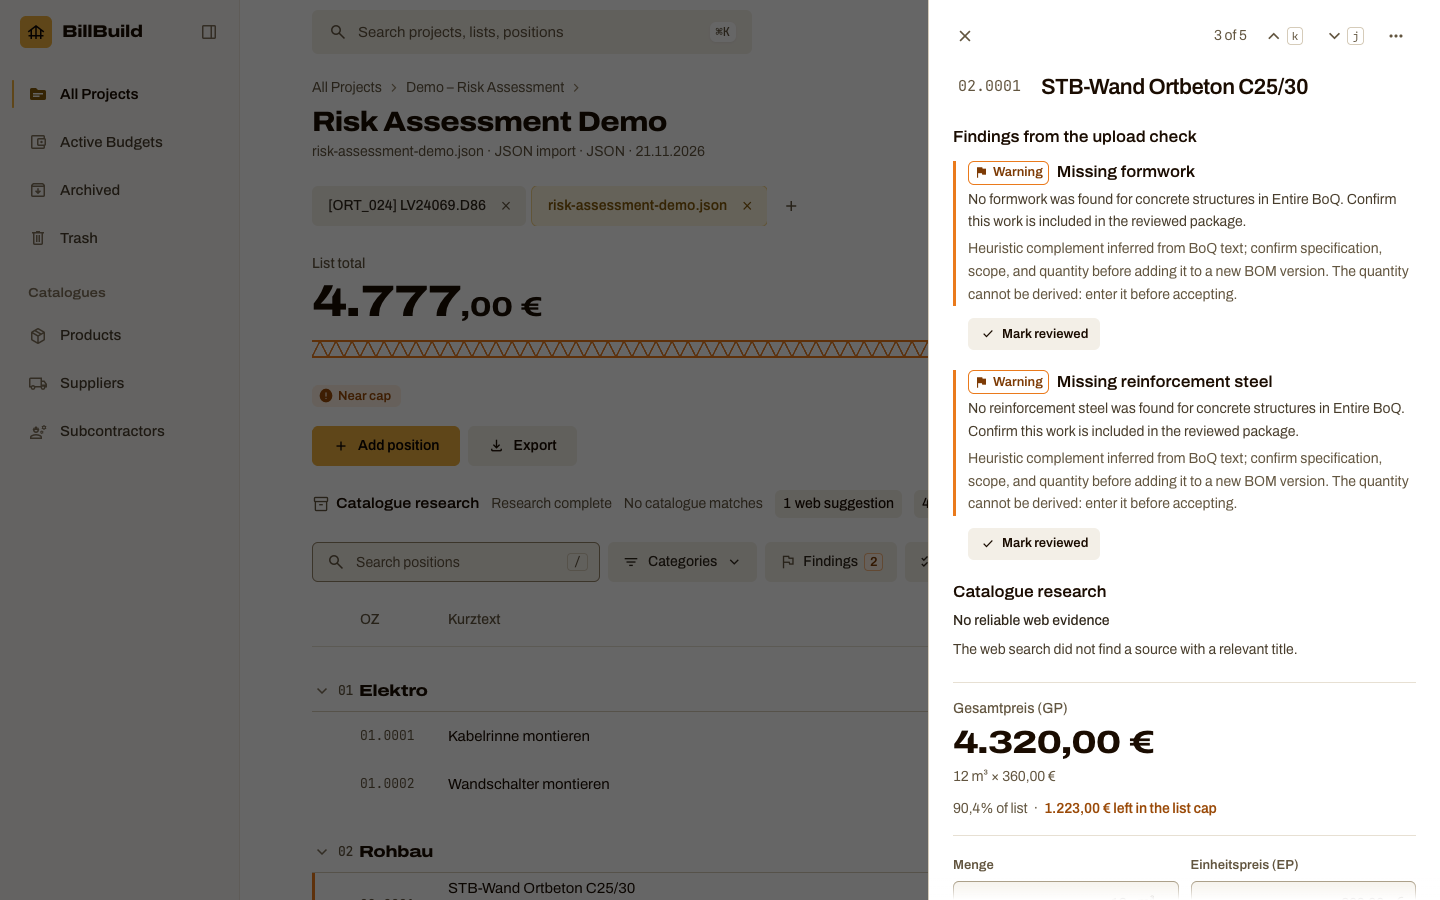 BillBuild
All Projects
Active Budgets
Archived
Trash
Catalogues
Products
Suppliers
Subcontractors
Search projects, lists, positions ⌘K
All Projects > Demo – Risk Assessment >
Risk Assessment Demo
risk-assessment-demo.json · JSON import · JSON · 21.11.2026
[ORT_024] LV24069.D86 × risk-assessment-demo.json × +
List total
4.777,00 €
Near cap
+ Add position Export
Catalogue research Research complete No catalogue matches 1 web suggestion 4
Search positions / Categories Findings 2
OZ Kurztext
01 Elektro
01.0001 Kabelrinne montieren
01.0002 Wandschalter montieren
02 Rohbau
STB-Wand Ortbeton C25/30
3 of 5 k j
02.0001 STB-Wand Ortbeton C25/30
Findings from the upload check
Warning Missing formwork
No formwork was found for concrete structures in Entire BoQ. Confirm
this work is included in the reviewed package.
Heuristic complement inferred from BoQ text; confirm specification,
scope, and quantity before adding it to a new BOM version. The quantity
cannot be derived: enter it before accepting.
Mark reviewed
Warning Missing reinforcement steel
No reinforcement steel was found for concrete structures in Entire BoQ.
Confirm this work is included in the reviewed package.
Heuristic complement inferred from BoQ text; confirm specification,
scope, and quantity before adding it to a new BOM version. The quantity
cannot be derived: enter it before accepting.
Mark reviewed
Catalogue research
No reliable web evidence
The web search did not find a source with a relevant title.
Gesamtpreis (GP)
4.320,00 €
12 m³ × 360,00 €
90,4% of list · 1.223,00 € left in the list cap
Menge Einheitspreis (EP)